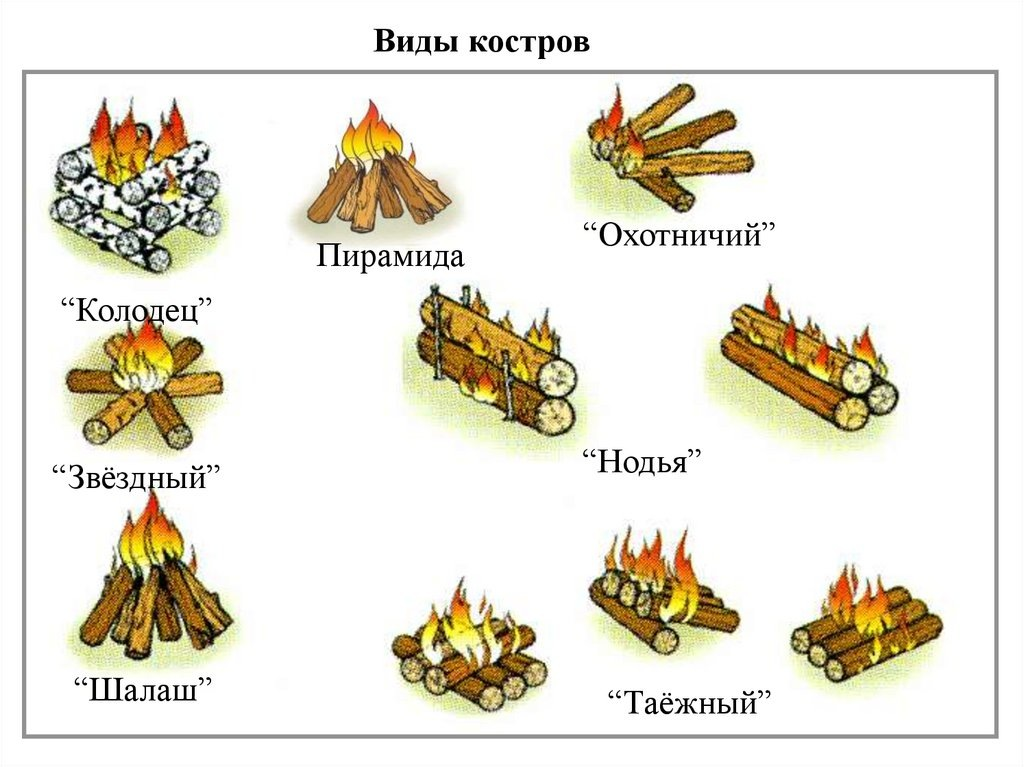 Виды костров
“Колодец”
Пирамида
“Охотничий”
“Звёздный”
“Нодья”
“Шалаш”
“Таёжный”